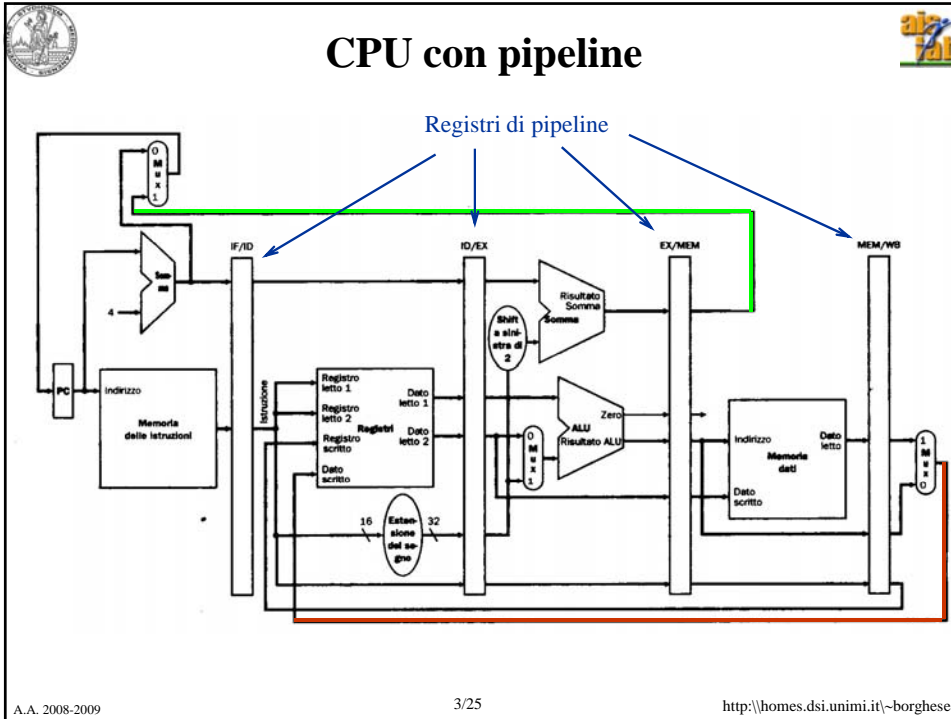 CPU con pipeline
Registri di pipeline
0
M
u
x
1
IF/ID
ID/EX
EX/MEM
MEM/WB
Som-
ma
4
Shift
a sini-
stra di
2
Risultato
Somma
Somma
PC
Indirizzo
Memoria
delle istruzioni
Istruzione
Registro
letto 1
Registro
letto 2
Registro
scritto
Dato
scritto
Registri
Dato
letto 1
Dato
letto 2
0
M
u
x
1
Zero
ALU
Risultato ALU
Indirizzo
Dato
letto
Memoria
dati
Dato
scritto
1
M
u
x
0
16
Esten-
sione
del se-
gno
32
A.A. 2008-2009
3/25
http:\\homes.dsi.unimi.it\~borghese